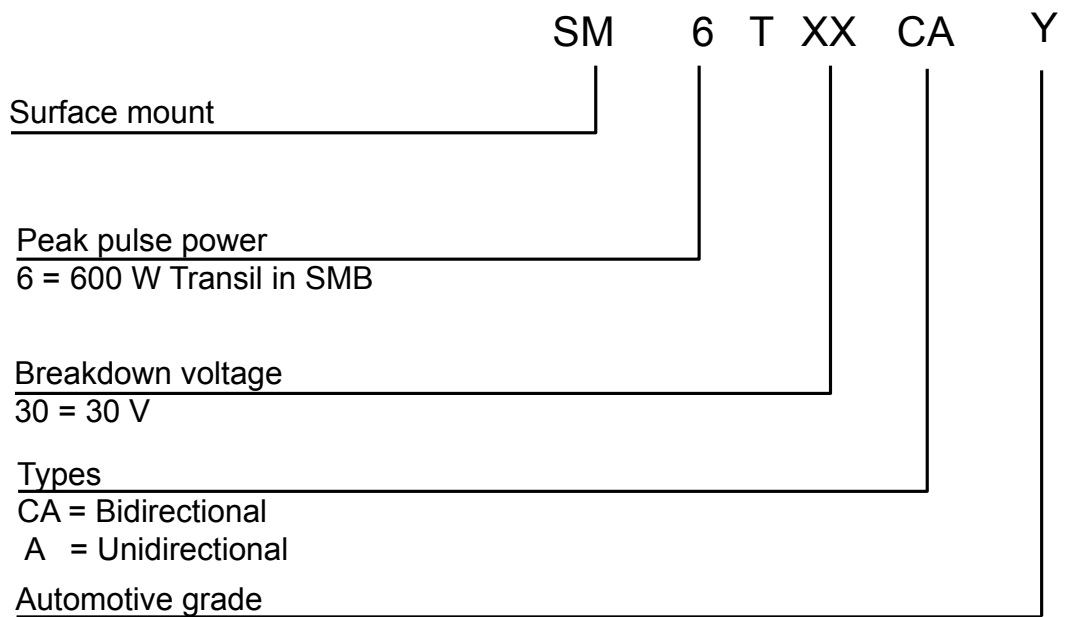 SM 6 T XX CA Y
Surface mount
Peak pulse power
6 = 600 W Transil in SMB
Breakdown voltage
30 = 30 V
Types
CA = Bidirectional
A = Unidirectional
Automotive grade